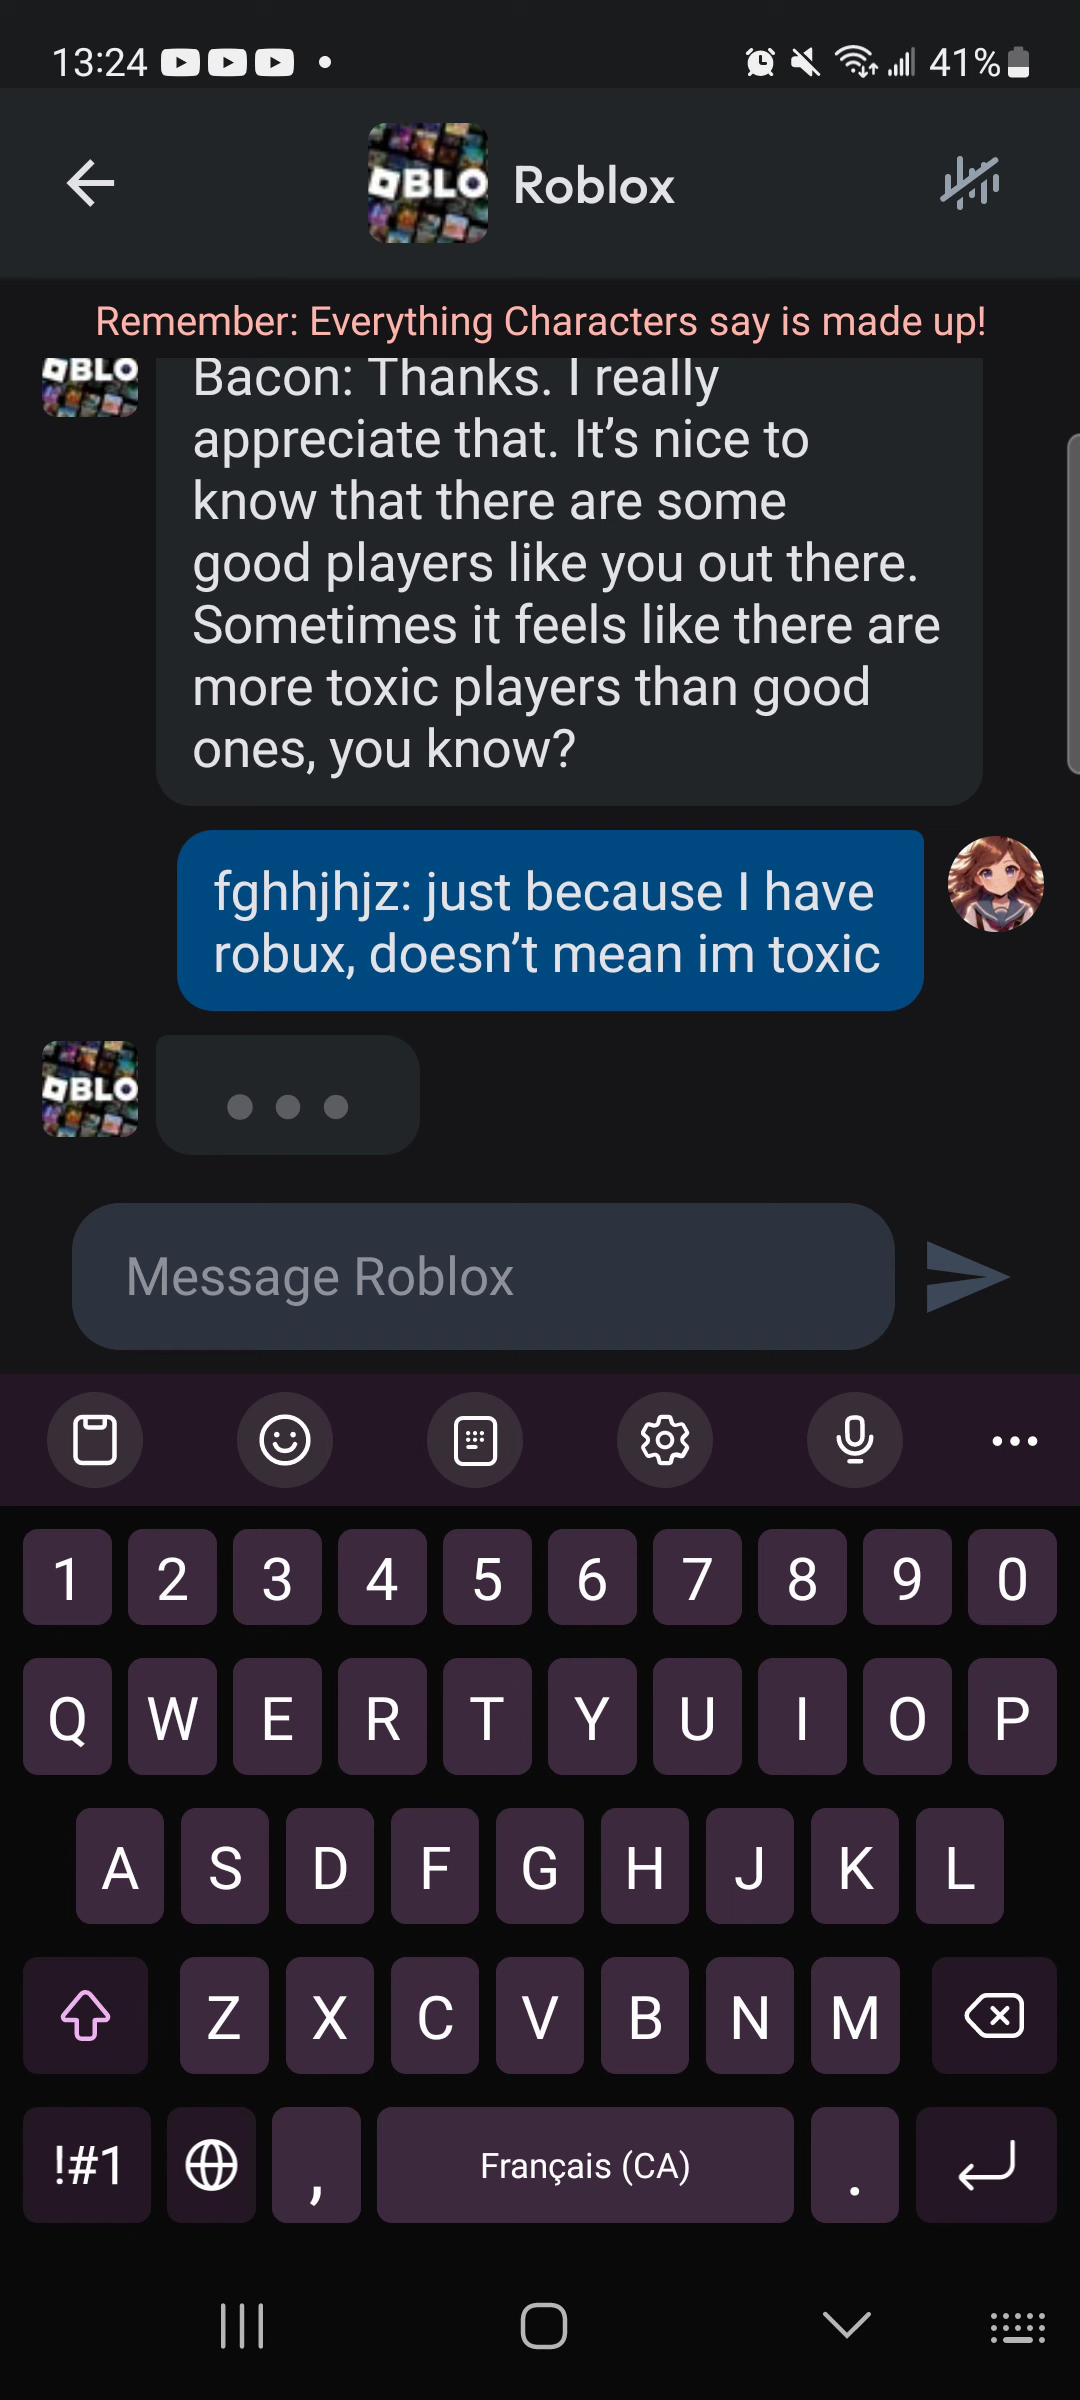 13:24
41%
BLO
Roblox
Remember: Everything Characters say is made up!
BLO
Bacon: Thanks. I really
appreciate that. It’s nice to
know that there are some
good players like you out there.
Sometimes it feels like there are
more toxic players than good
ones, you know?
fghhjhjz: just because I have
robux, doesn’t mean im toxic
BLO
Message Roblox
1 2 3 4 5 6 7 8 9 0
Q W E R T Y U I O P
A S D F G H J K L
Z X C V B N M
!#1 , Français (CA) .